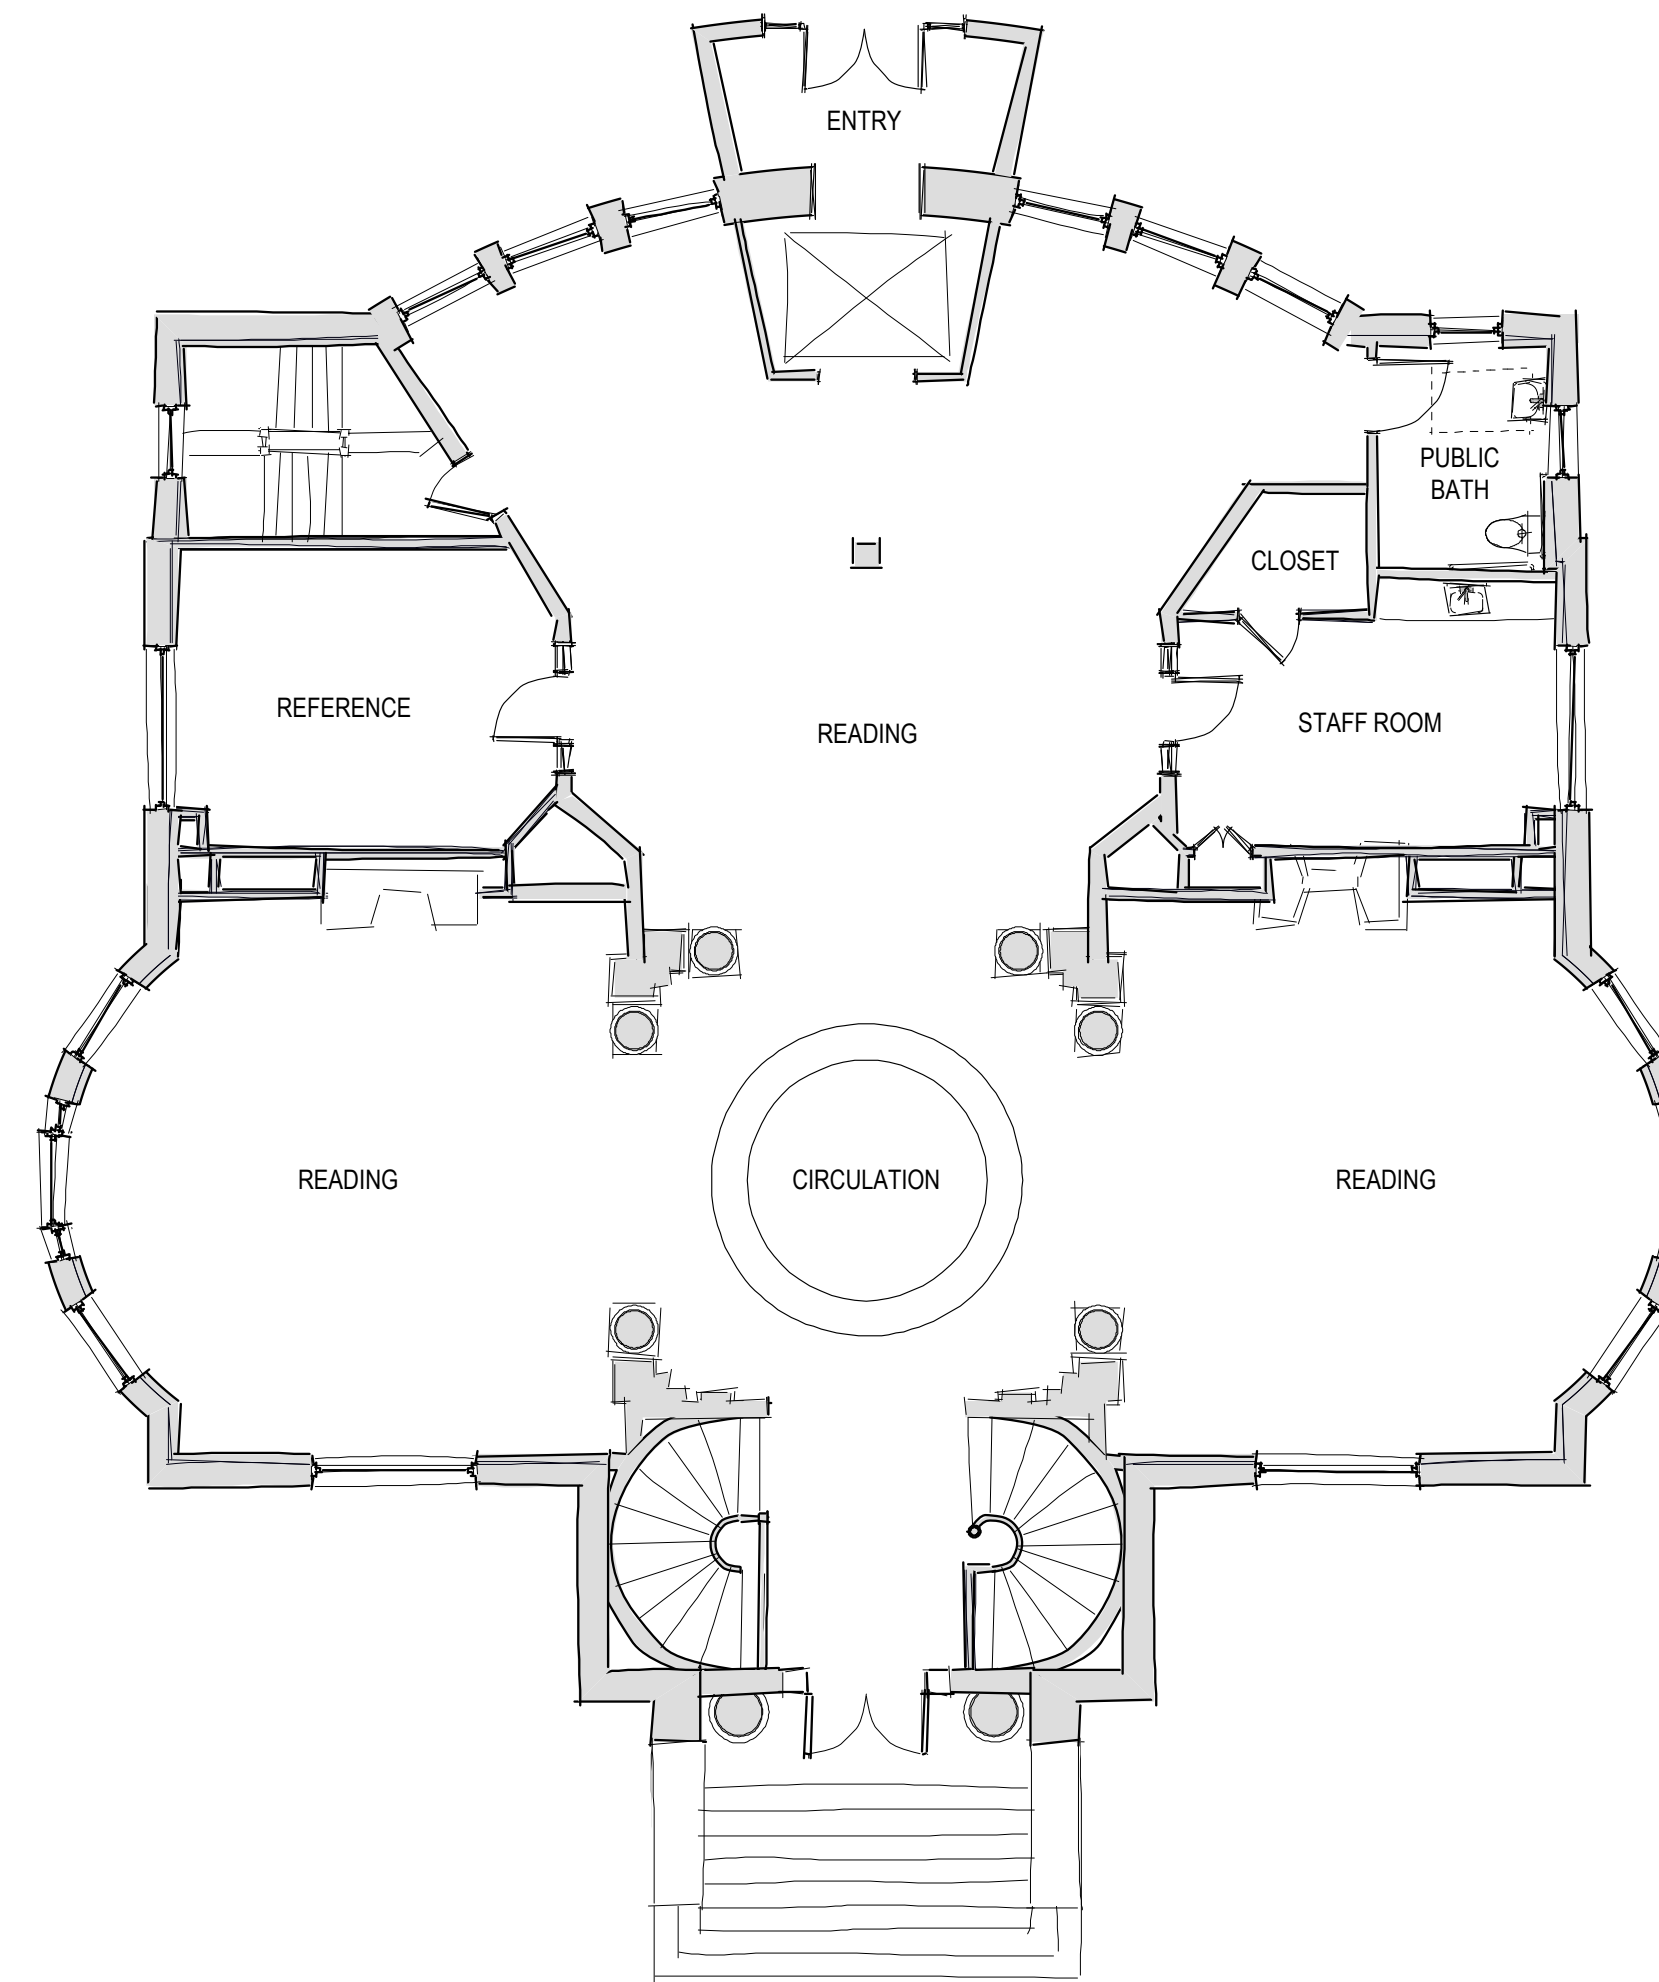 ENTRY
PUBLIC
BATH
CLOSET
REFERENCE
STAFF ROOM
READING
READING
CIRCULATION
READING